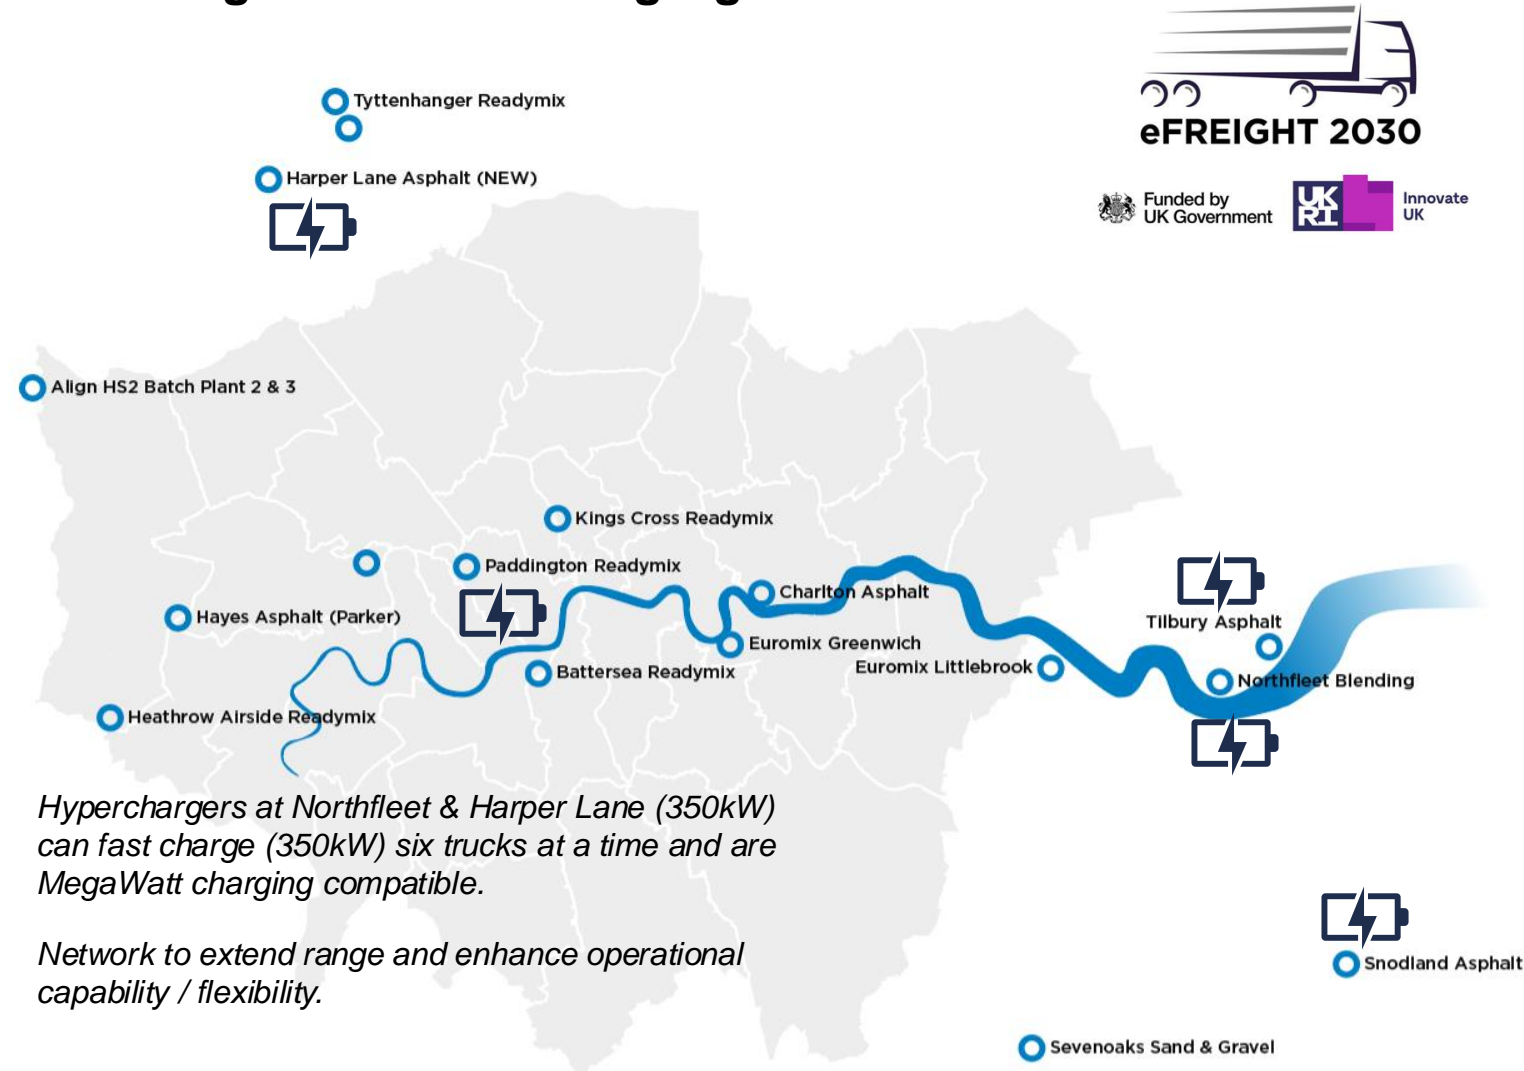 Tyttenhanger Readymix
Harper Lane Asphalt (NEW)
eFREIGHT 2030
Funded by
UK Government
UK
RI
Innovate
UK
Align HS2 Batch Plant 2 & 3
Kings Cross Readymix
Paddington Readymix
Charlton Asphalt
Hayes Asphalt (Parker)
Tilbury Asphalt
Euromix Greenwich
Battersea Readymix
Euromix Littlebrook
Northfleet Blending
Heathrow Airside Readymix
Hyperchargers at Northfleet & Harper Lane (350kW)
can fast charge (350kW) six trucks at a time and are
MegaWatt charging compatible.
Network to extend range and enhance operational
capability / flexibility.
Snodland Asphalt
Sevenoaks Sand & Gravel